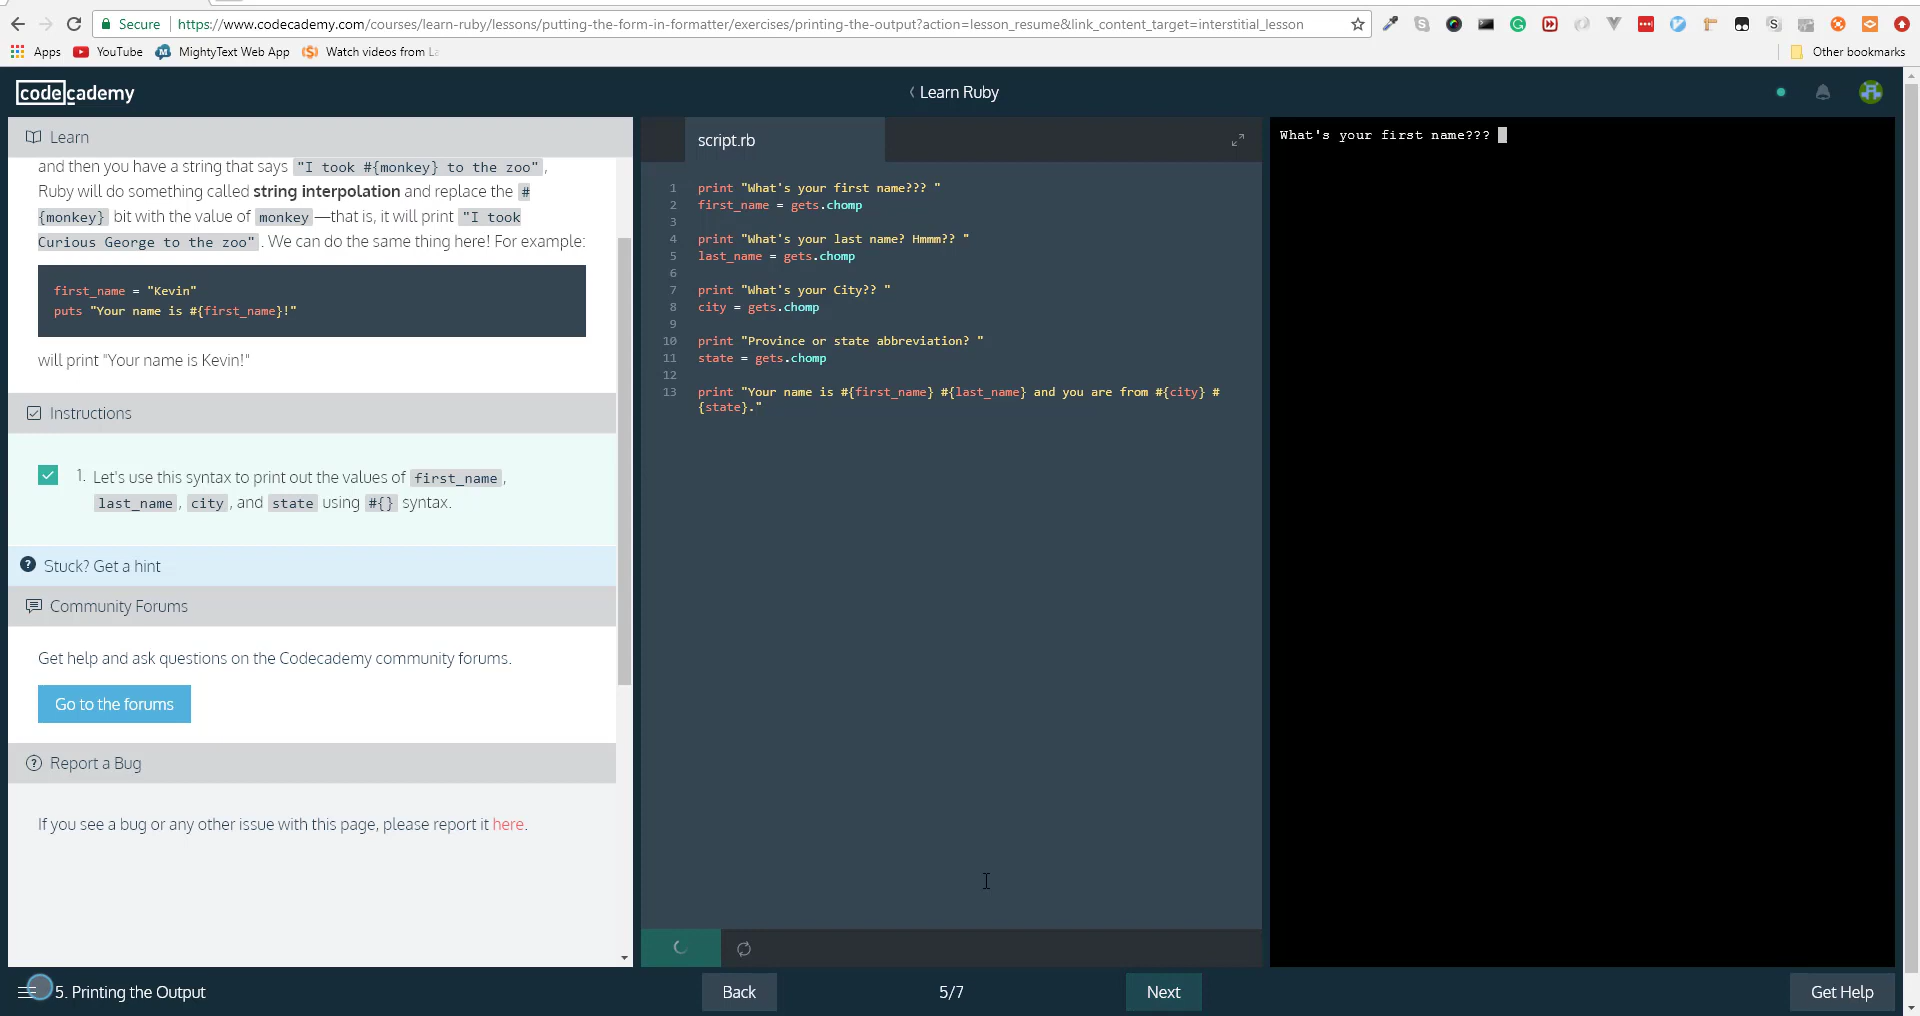 Secure https://www.codecademy.com/courses/learn-ruby/lessons/putting-the-form-in-formatter/exercises/printing-the-output?action=lesson_resume&link_content_target=interstitial_lesson
Apps YouTube MightyText Web App Watch videos from Other bookmarks
codecademy
Learn Ruby
Learn
and then you have a string that says "I took #{monkey} to the zoo",
Ruby will do something called string interpolation and replace the #
{monkey} bit with the value of monkey—that is, it will print "I took
Curious George to the zoo". We can do the same thing here! For example:
first_name = "Kevin"
puts "Your name is #{first_name}!"
will print "Your name is Kevin!"
Instructions
1. Let's use this syntax to print out the values of first_name,
last_name, city, and state using #{} syntax.
Stuck? Get a hint
Community Forums
Get help and ask questions on the Codecademy community forums.
Go to the forums
Report a Bug
If you see a bug or any other issue with this page, please report it here.
script.rb
1 print "What's your first name??? "
2 first_name = gets.chomp
3
4 print "What's your last name? Hmmm?? "
5 last_name = gets.chomp
6
7 print "What's your City?? "
8 city = gets.chomp
9
10 print "Province or state abbreviation? "
11 state = gets.chomp
12
13 print "Your name is #{first_name} #{last_name} and you are from #{city} #
{state}."
What's your first name???
5. Printing the Output
Back
5/7
Next
Get Help